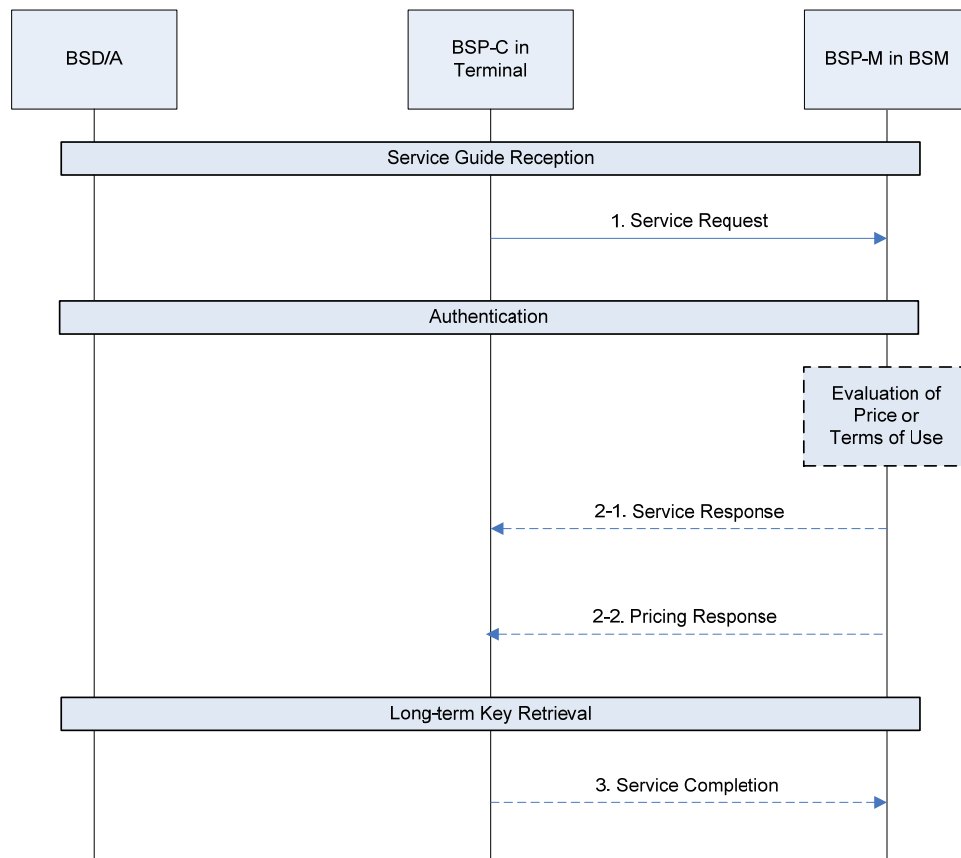 BSD/A
BSP-C in
Terminal
BSP-M in BSM
Service Guide Reception
1. Service Request
Authentication
Evaluation of
Price or
Terms of Use
2-1. Service Response
2-2. Pricing Response
Long-term Key Retrieval
3. Service Completion